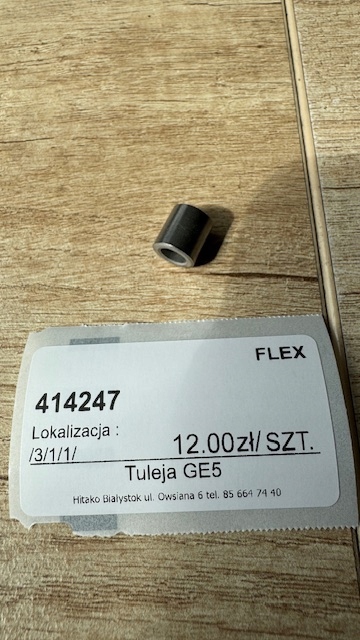 FLEX
414247
Lokalizacja :
/3/1/1/ 12.00zł/ SZT.
Tuleja GE5
Hitako Białystok ul. Owsiana 6 tel. 85 664 74 40